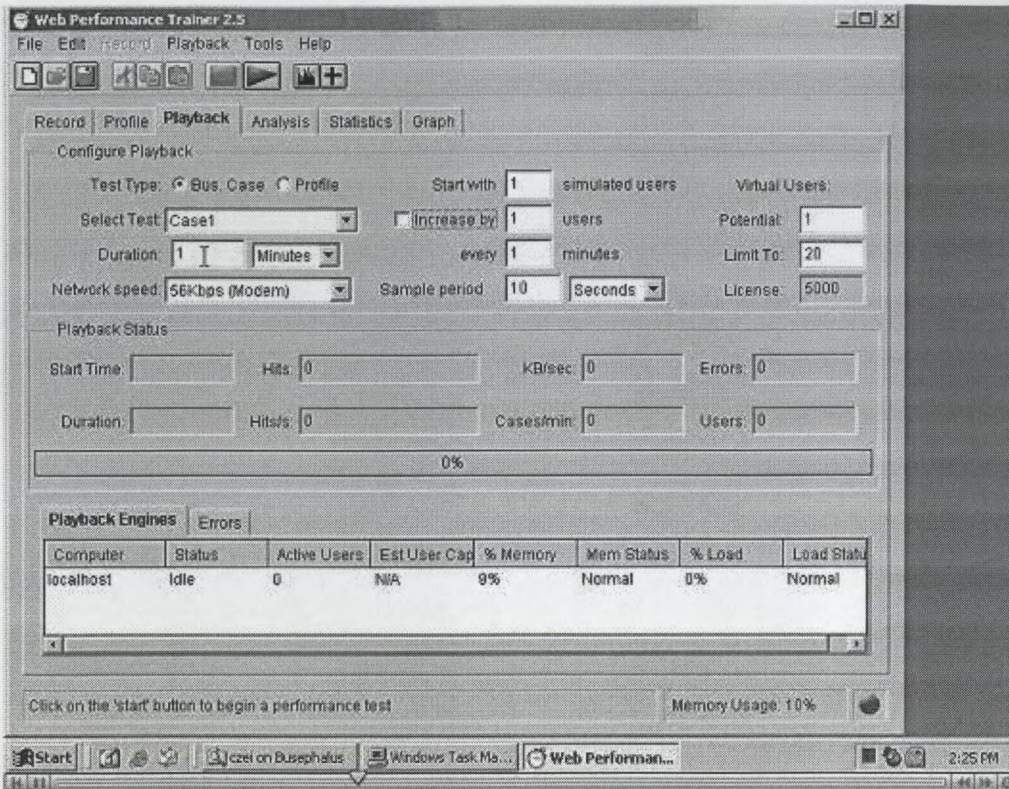 Web Performance Trainer 2.5
File Edit Record Playback Tools Help
Record Profile Playback Analysis Statistics Graph
Configure Playback
Test Type: Bus. Case Profile Start with 1 simulated users Virtual Users:
Select Test Case1 Increase by 1 users Potential: 1
Duration: 1 Minutes every 1 minutes Limit To: 20
Network speed: 56Kbps (Modem) Sample period 10 Seconds License: 5000
Playback Status
Start Time: Hits: 0 KB/sec: 0 Errors: 0
Duration: Hits/s: 0 Cases/min: 0 Users: 0
0%
Playback Engines Errors
Computer Status Active Users Est User Cap % Memory Mem Status % Load Load Statu
localhost Idle 0 N/A 9% Normal 0% Normal
Click on the 'start' button to begin a performance test Memory Usage: 10%
Start czei on Busephalus Windows Task Ma... Web Performan... 2:25 PM